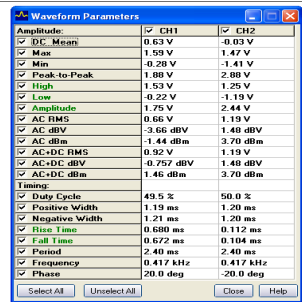 Waveform Parameters
Amplitude: CH1 CH2
DC Mean 0.63 V -0.03 V
Max 1.59 V 1.47 V
Min -0.28 V -1.41 V
Peak-to-Peak 1.88 V 2.88 V
High 1.53 V 1.25 V
Low -0.22 V -1.19 V
Amplitude 1.75 V 2.44 V
AC RMS 0.66 V 1.19 V
AC dBV -3.66 dBV 1.48 dBV
AC dBm -1.44 dBm 3.70 dBm
AC+DC RMS 0.92 V 1.19 V
AC+DC dBV -0.757 dBV 1.48 dBV
AC+DC dBm 1.46 dBm 3.70 dBm
Timing:
Duty Cycle 49.5 % 50.0 %
Positive Width 1.19 ms 1.20 ms
Negative Width 1.21 ms 1.20 ms
Rise Time 0.680 ms 0.112 ms
Fall Time 0.672 ms 0.104 ms
Period 2.40 ms 2.40 ms
Frequency 0.417 kHz 0.417 kHz
Phase 20.0 deg -20.0 deg
Select All Unselect All Close Help